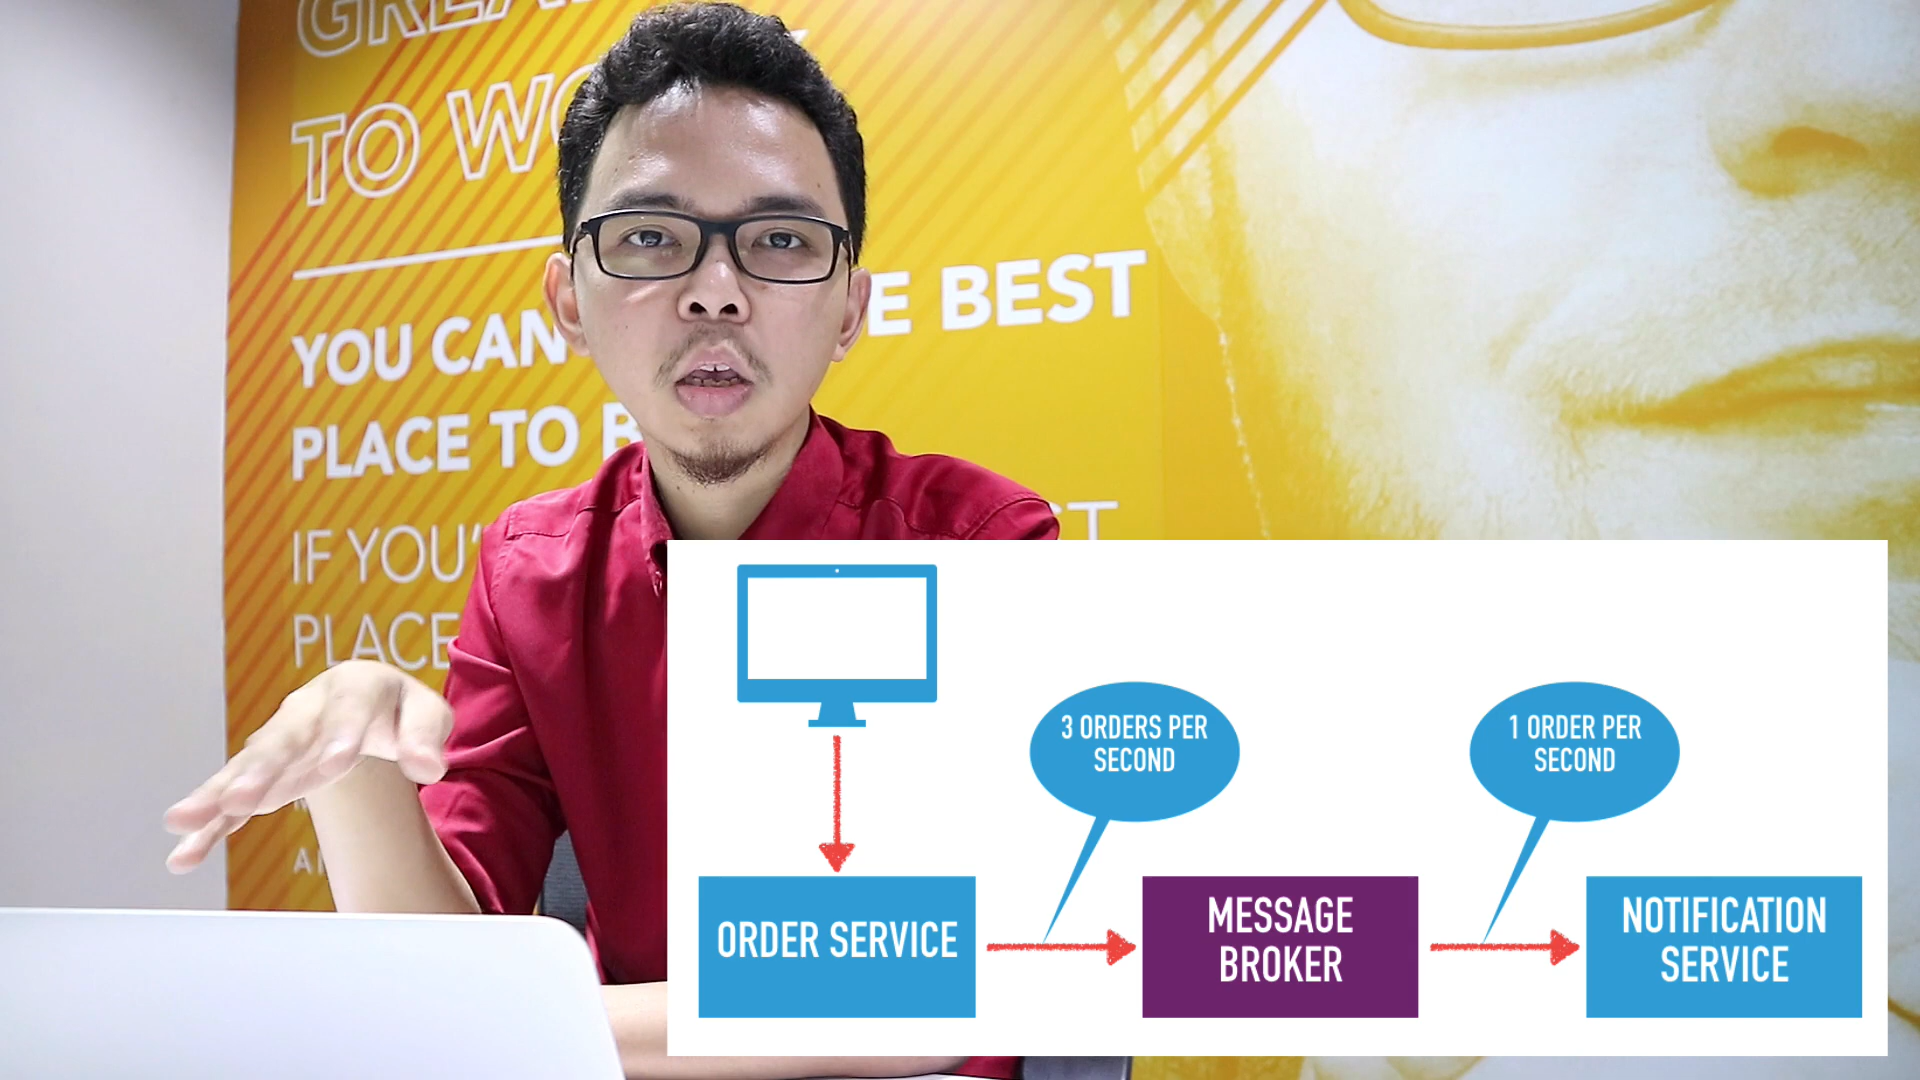 TO
YOU CAN
E BEST
PLACE TO B
IF YOU'
PLACE
3 ORDERS PER
SECOND
1 ORDER PER
SECOND
ORDER SERVICE
MESSAGE
BROKER
NOTIFICATION
SERVICE